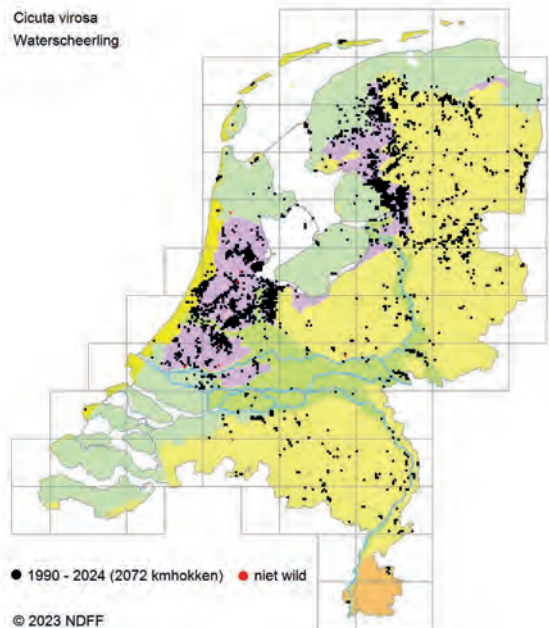 Cicuta virosa
Waterscheerling
● 1990 - 2024 (2072 kmhokken) ● niet wild
© 2023 NDFF